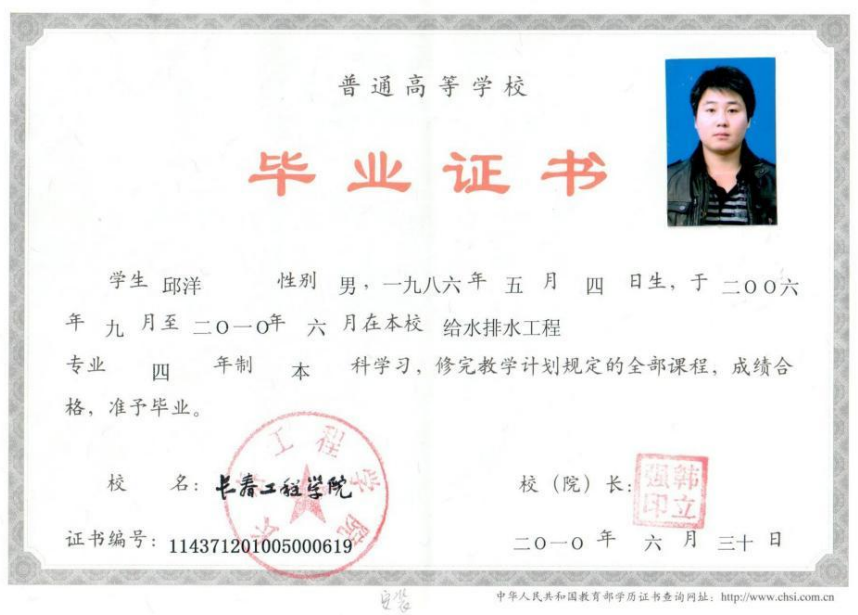 普通高等学校
毕业证书
学生 邱洋 性别 男，一九八六年 五 月 四 日生，于 二００六
年 九 月至 二０一０年 六 月在本校 给水排水工程
专业 四 年制 本 科学习，修完教学计划规定的全部课程，成绩合
格，准予毕业。
校 名：长春工程学院
校（院）长：
韩立强印
证书编号：114371201005000619
二０一０ 年 六 月 三十 日
中华人民共和国教育部学历证书查询网址：http://www.chsi.com.cn